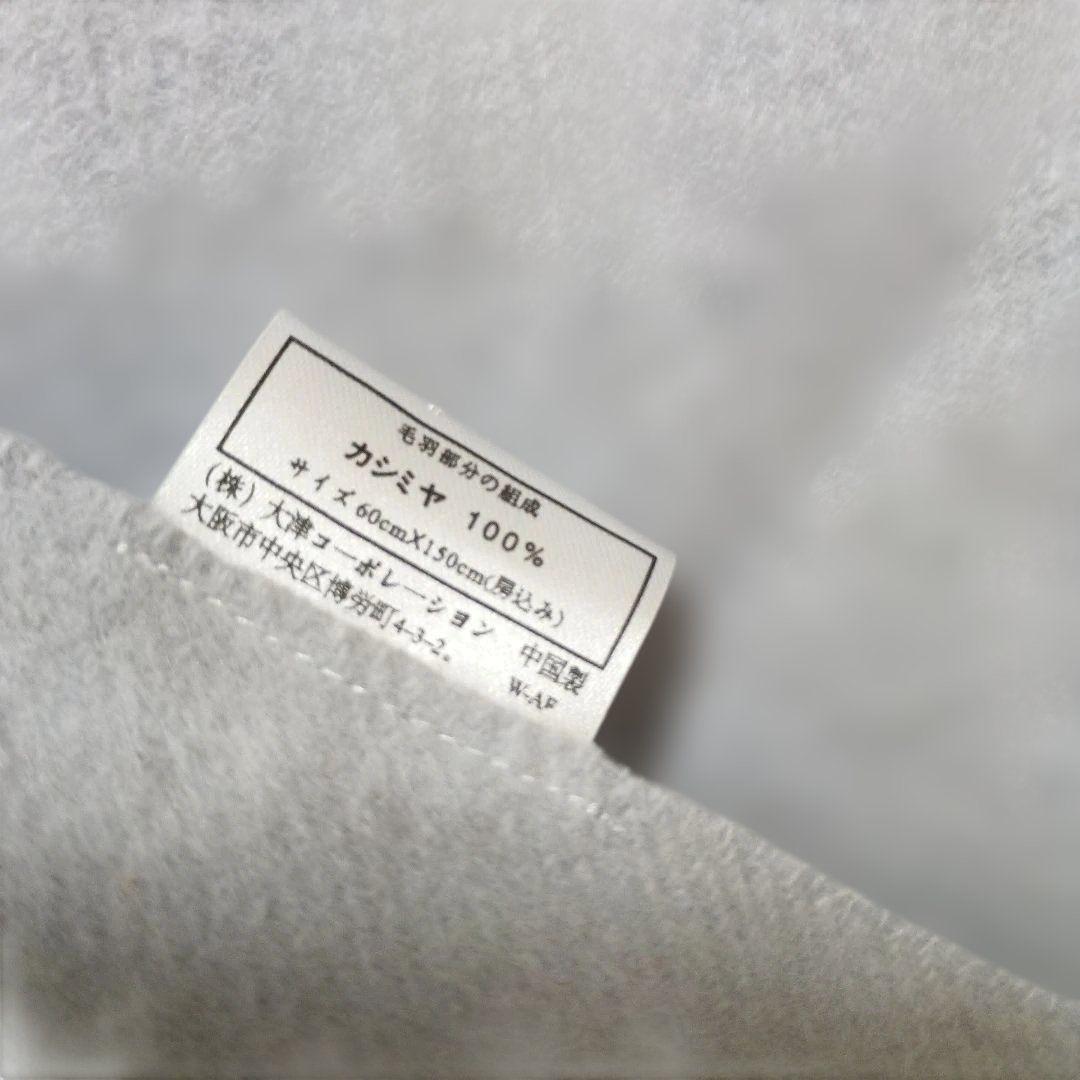 毛羽部分の組成
カシミヤ 100%
サイズ 60cmX150cm(房込み)
(株) 大津コーポレーション 中国製
大阪市中央区博労町4-3-2。 W-AF